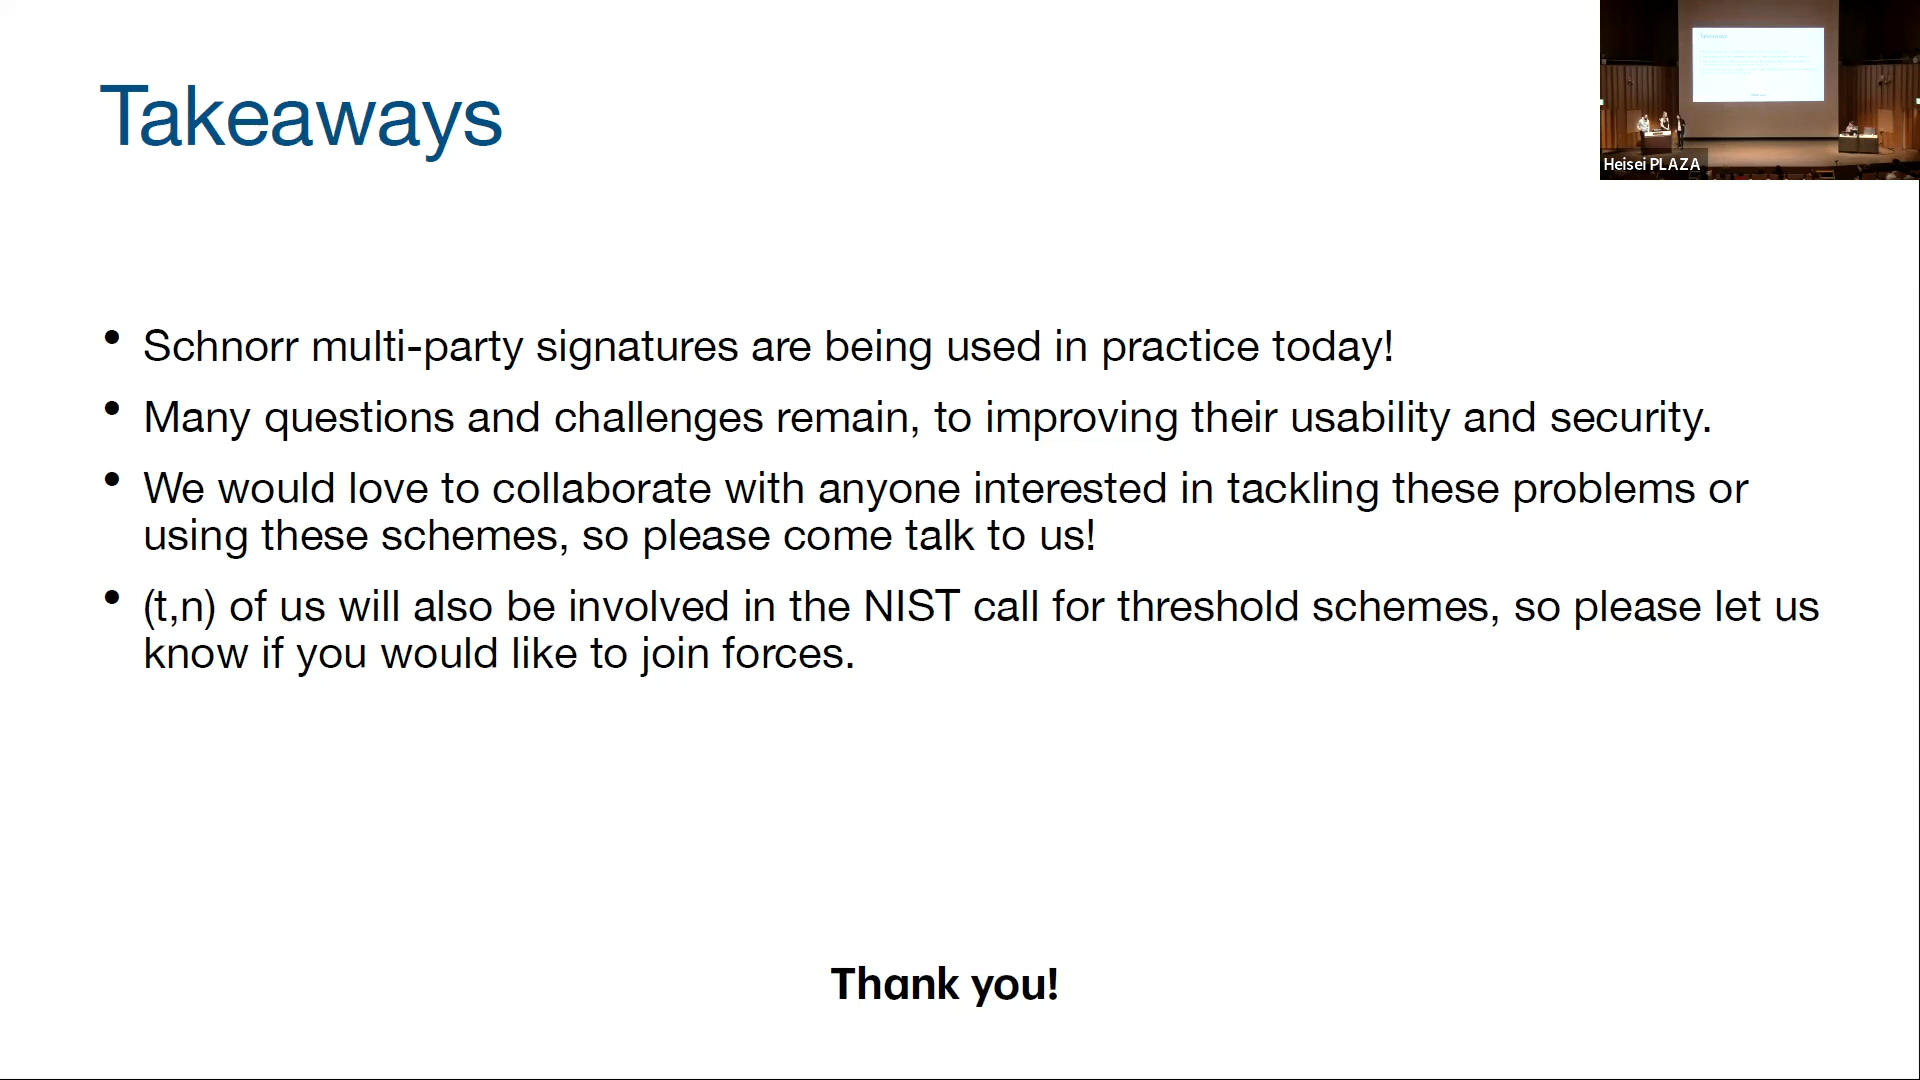 Takeaways
Heisei PLAZA
• Schnorr multi-party signatures are being used in practice today!
• Many questions and challenges remain, to improving their usability and security.
• We would love to collaborate with anyone interested in tackling these problems or
using these schemes, so please come talk to us!
• (t,n) of us will also be involved in the NIST call for threshold schemes, so please let us
know if you would like to join forces.
Thank you!